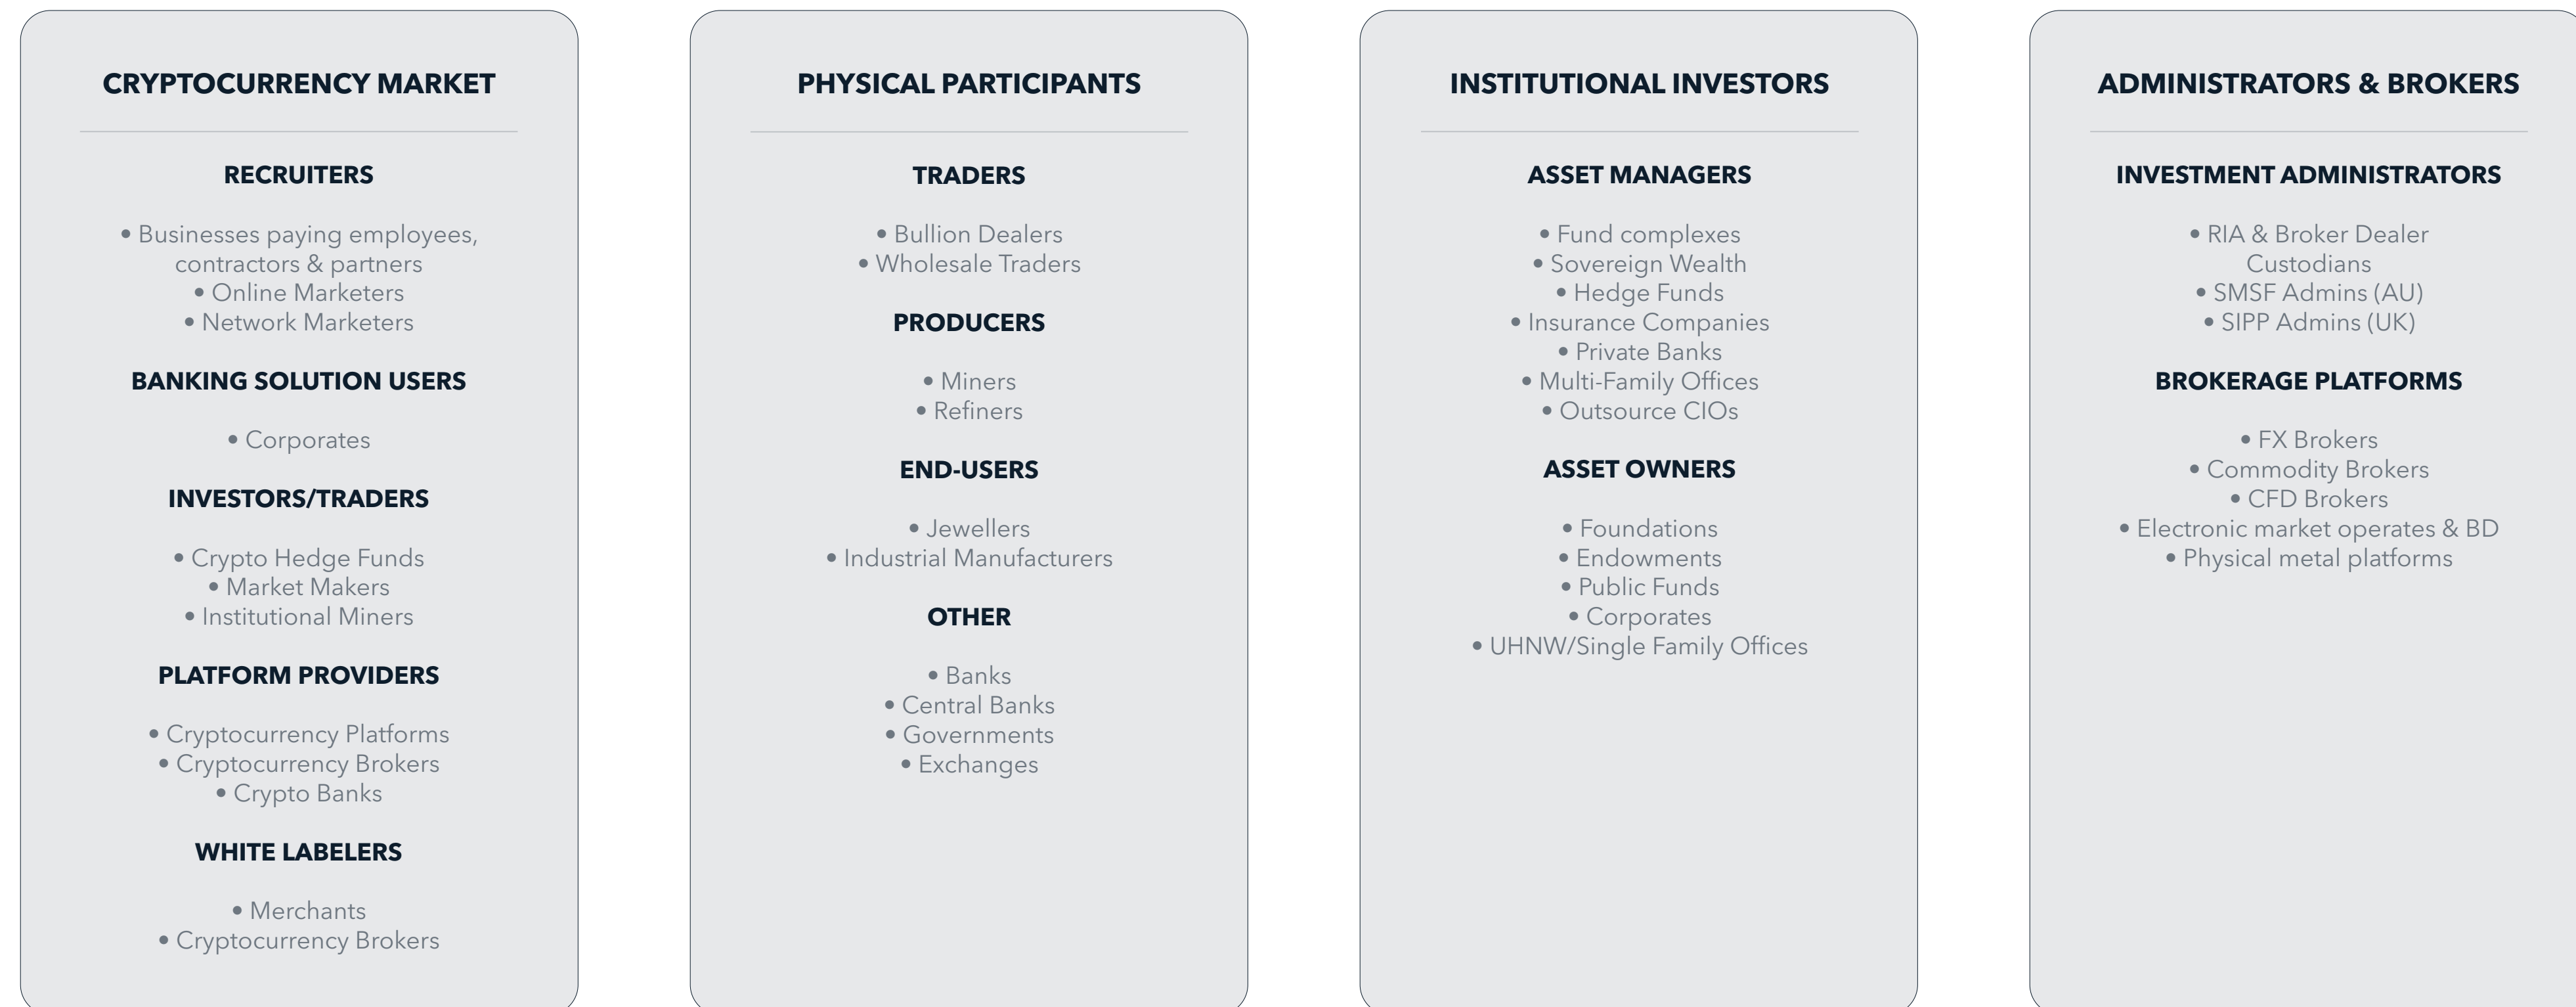 CRYPTOCURRENCY MARKET
RECRUITERS
• Businesses paying employees,
contractors & partners
• Online Marketers
• Network Marketers
BANKING SOLUTION USERS
• Corporates
INVESTORS/TRADERS
• Crypto Hedge Funds
• Market Makers
• Institutional Miners
PLATFORM PROVIDERS
• Cryptocurrency Platforms
• Cryptocurrency Brokers
• Crypto Banks
WHITE LABELERS
• Merchants
• Cryptocurrency Brokers
PHYSICAL PARTICIPANTS
TRADERS
• Bullion Dealers
• Wholesale Traders
PRODUCERS
• Miners
• Refiners
END-USERS
• Jewellers
• Industrial Manufacturers
OTHER
• Banks
• Central Banks
• Governments
• Exchanges
INSTITUTIONAL INVESTORS
ASSET MANAGERS
• Fund complexes
• Sovereign Wealth
• Hedge Funds
• Insurance Companies
• Private Banks
• Multi-Family Offices
• Outsource CIOs
ASSET OWNERS
• Foundations
• Endowments
• Public Funds
• Corporates
• UHNW/Single Family Offices
ADMINISTRATORS & BROKERS
INVESTMENT ADMINISTRATORS
• RIA & Broker Dealer
Custodians
• SMSF Admins (AU)
• SIPP Admins (UK)
BROKERAGE PLATFORMS
• FX Brokers
• Commodity Brokers
• CFD Brokers
• Electronic market operates & BD
• Physical metal platforms